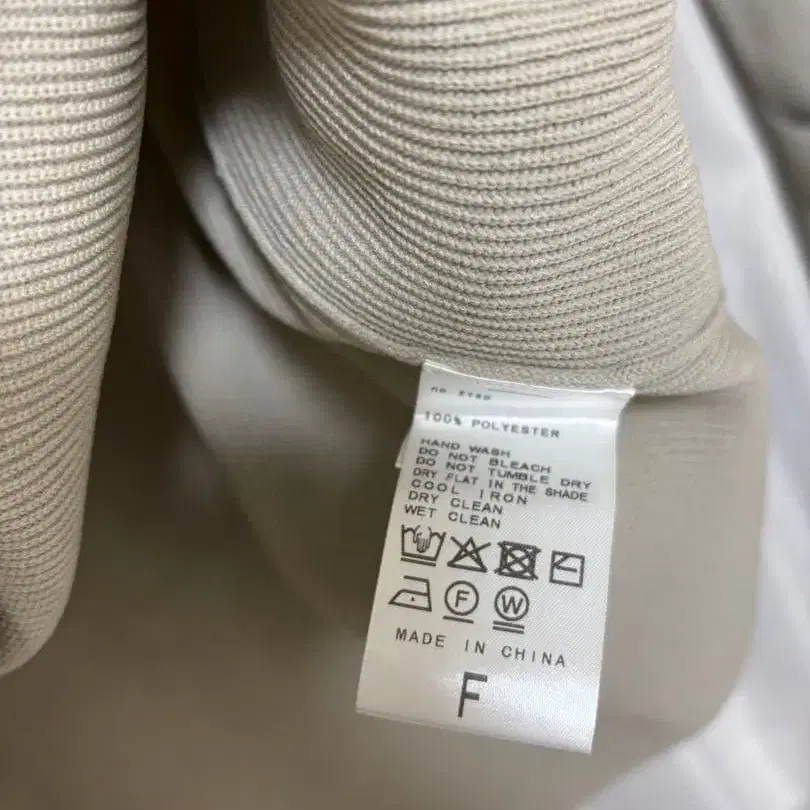 100% POLYESTER
HAND WASH
DO NOT BLEACH
DO NOT TUMBLE DRY
DRY FLAT IN THE SHADE
COOL IRON
DRY CLEAN
WET CLEAN
F W
MADE IN CHINA
F